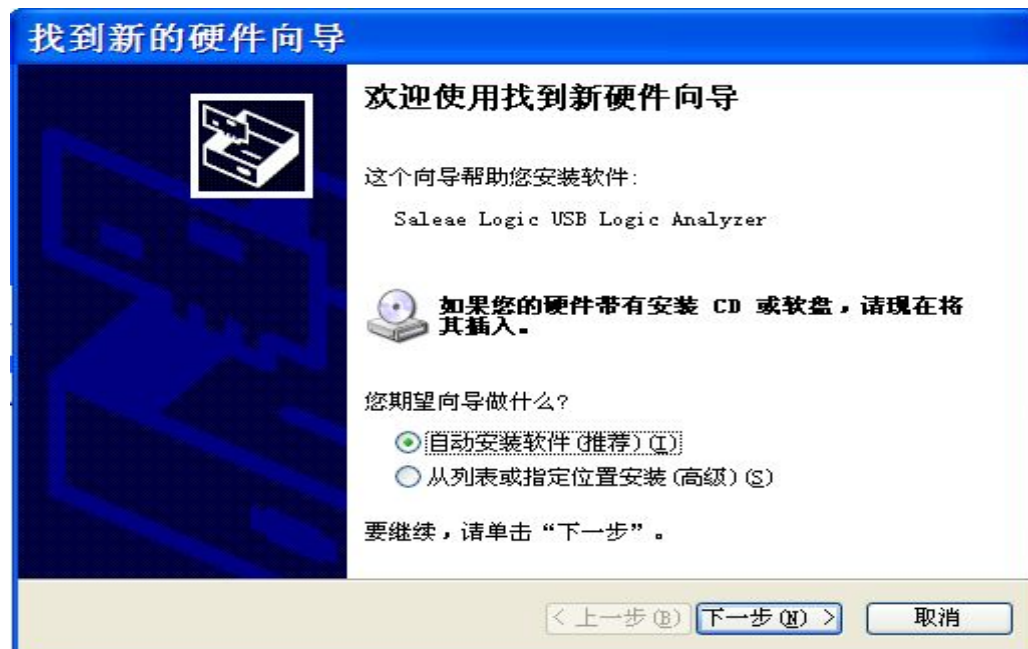 找到新的硬件向导
欢迎使用找到新硬件向导
这个向导帮助您安装软件:
Saleae Logic USB Logic Analyzer
如果您的硬件带有安装 CD 或软盘，请现在将
其插入。
您期望向导做什么?
自动安装软件(推荐)(I)
从列表或指定位置安装(高级)(S)
要继续，请单击“下一步”。
< 上一步(B) 下一步(N) > 取消